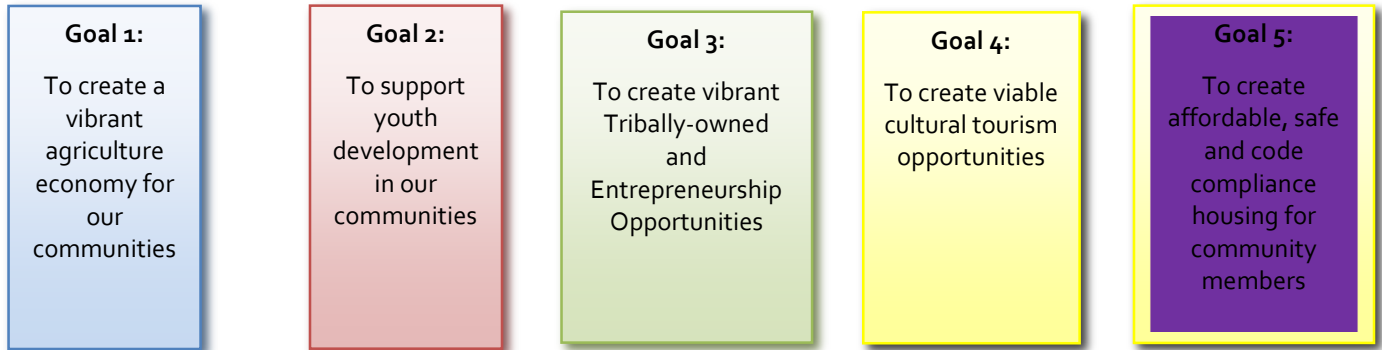 Goal 1:
To create a
vibrant
agriculture
economy for
our
communities
Goal 2:
To support
youth
development
in our
communities
Goal 3:
To create vibrant
Tribally-owned
and
Entrepreneurship
Opportunities
Goal 4:
To create viable
cultural tourism
opportunities
Goal 5:
To create
affordable, safe
and code
compliance
housing for
community
members